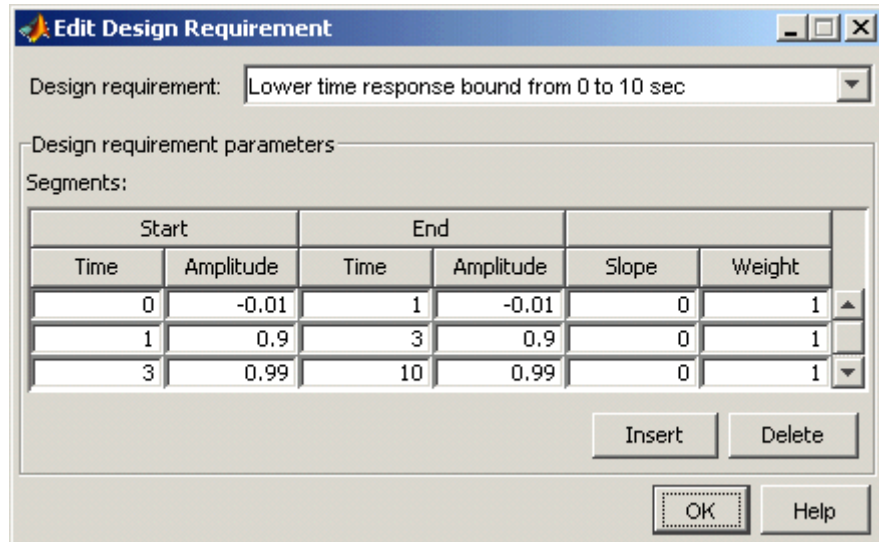 Edit Design Requirement
Design requirement: Lower time response bound from 0 to 10 sec
Design requirement parameters
Segments:
Start End
Time Amplitude Time Amplitude Slope Weight
0 -0.01 1 -0.01 0 1
1 0.9 3 0.9 0 1
3 0.99 10 0.99 0 1
Insert Delete
OK Help